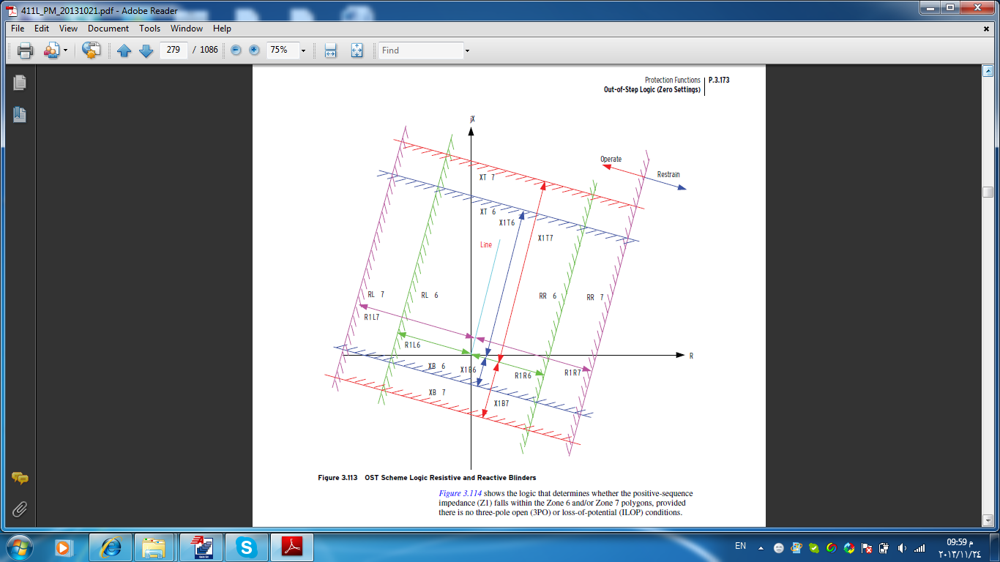 411L_PM_20131021.pdf - Adobe Reader
File Edit View Document Tools Window Help
279 / 1086 75% Find
Protection Functions P.3.173
Out-of-Step Logic (Zero Settings)
jX
Operate
Restrain
XT 7
XT 6
X1T6
X1T7
Line
RL 7
RL 6
RR 6
RR 7
R1L7
R1L6
R
XB 6
X1B6
R1R6
R1R7
XB 7
X1B7
Figure 3.113 OST Scheme Logic Resistive and Reactive Blinders
Figure 3.114 shows the logic that determines whether the positive-sequence
impedance (Z1) falls within the Zone 6 and/or Zone 7 polygons, provided
there is no three-pole open (3PO) or loss-of-potential (ILOP) conditions.
EN
09:59 م
٢٠١٣/١١/٢٤